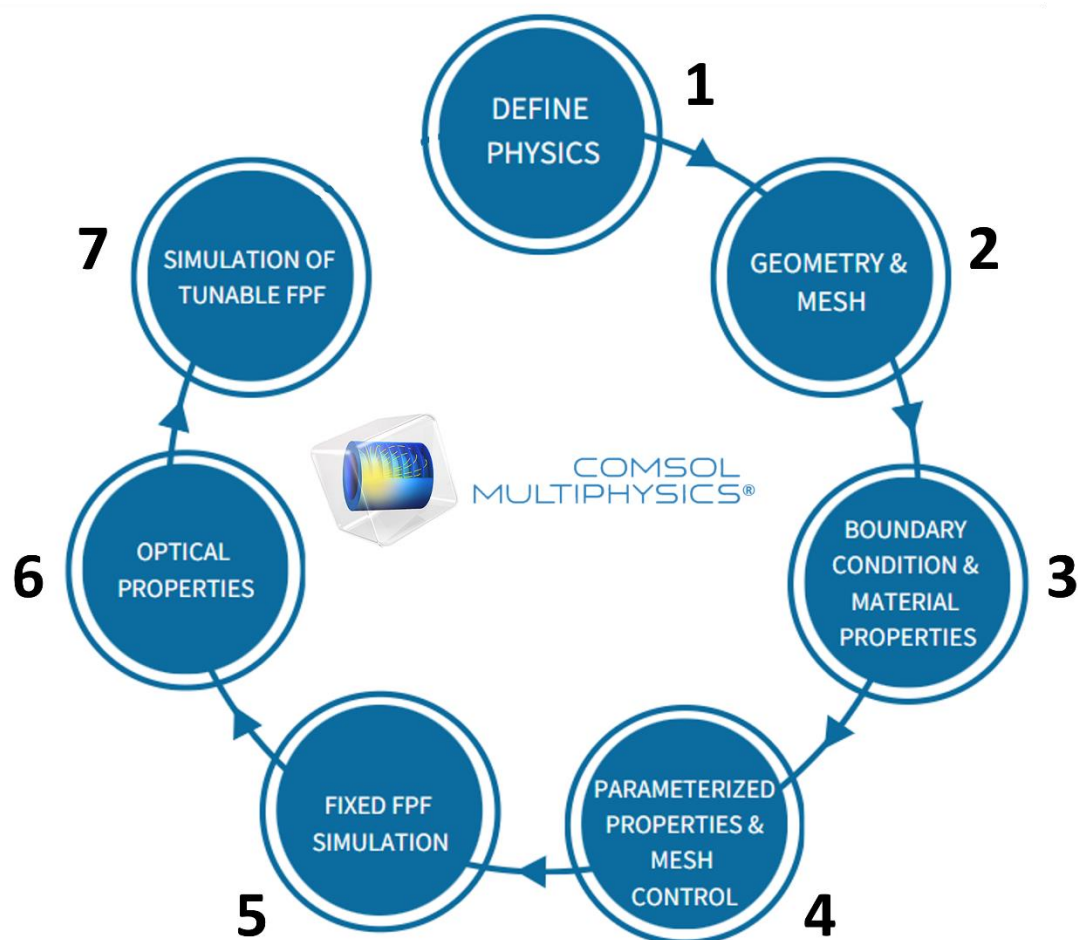 1
DEFINE
PHYSICS
2
GEOMETRY &
MESH
3
BOUNDARY
CONDITION &
MATERIAL
PROPERTIES
4
PARAMETERIZED
PROPERTIES &
MESH
CONTROL
5
FIXED FPF
SIMULATION
6
OPTICAL
PROPERTIES
7
SIMULATION OF
TUNABLE FPF
COMSOL
MULTIPHYSICS®